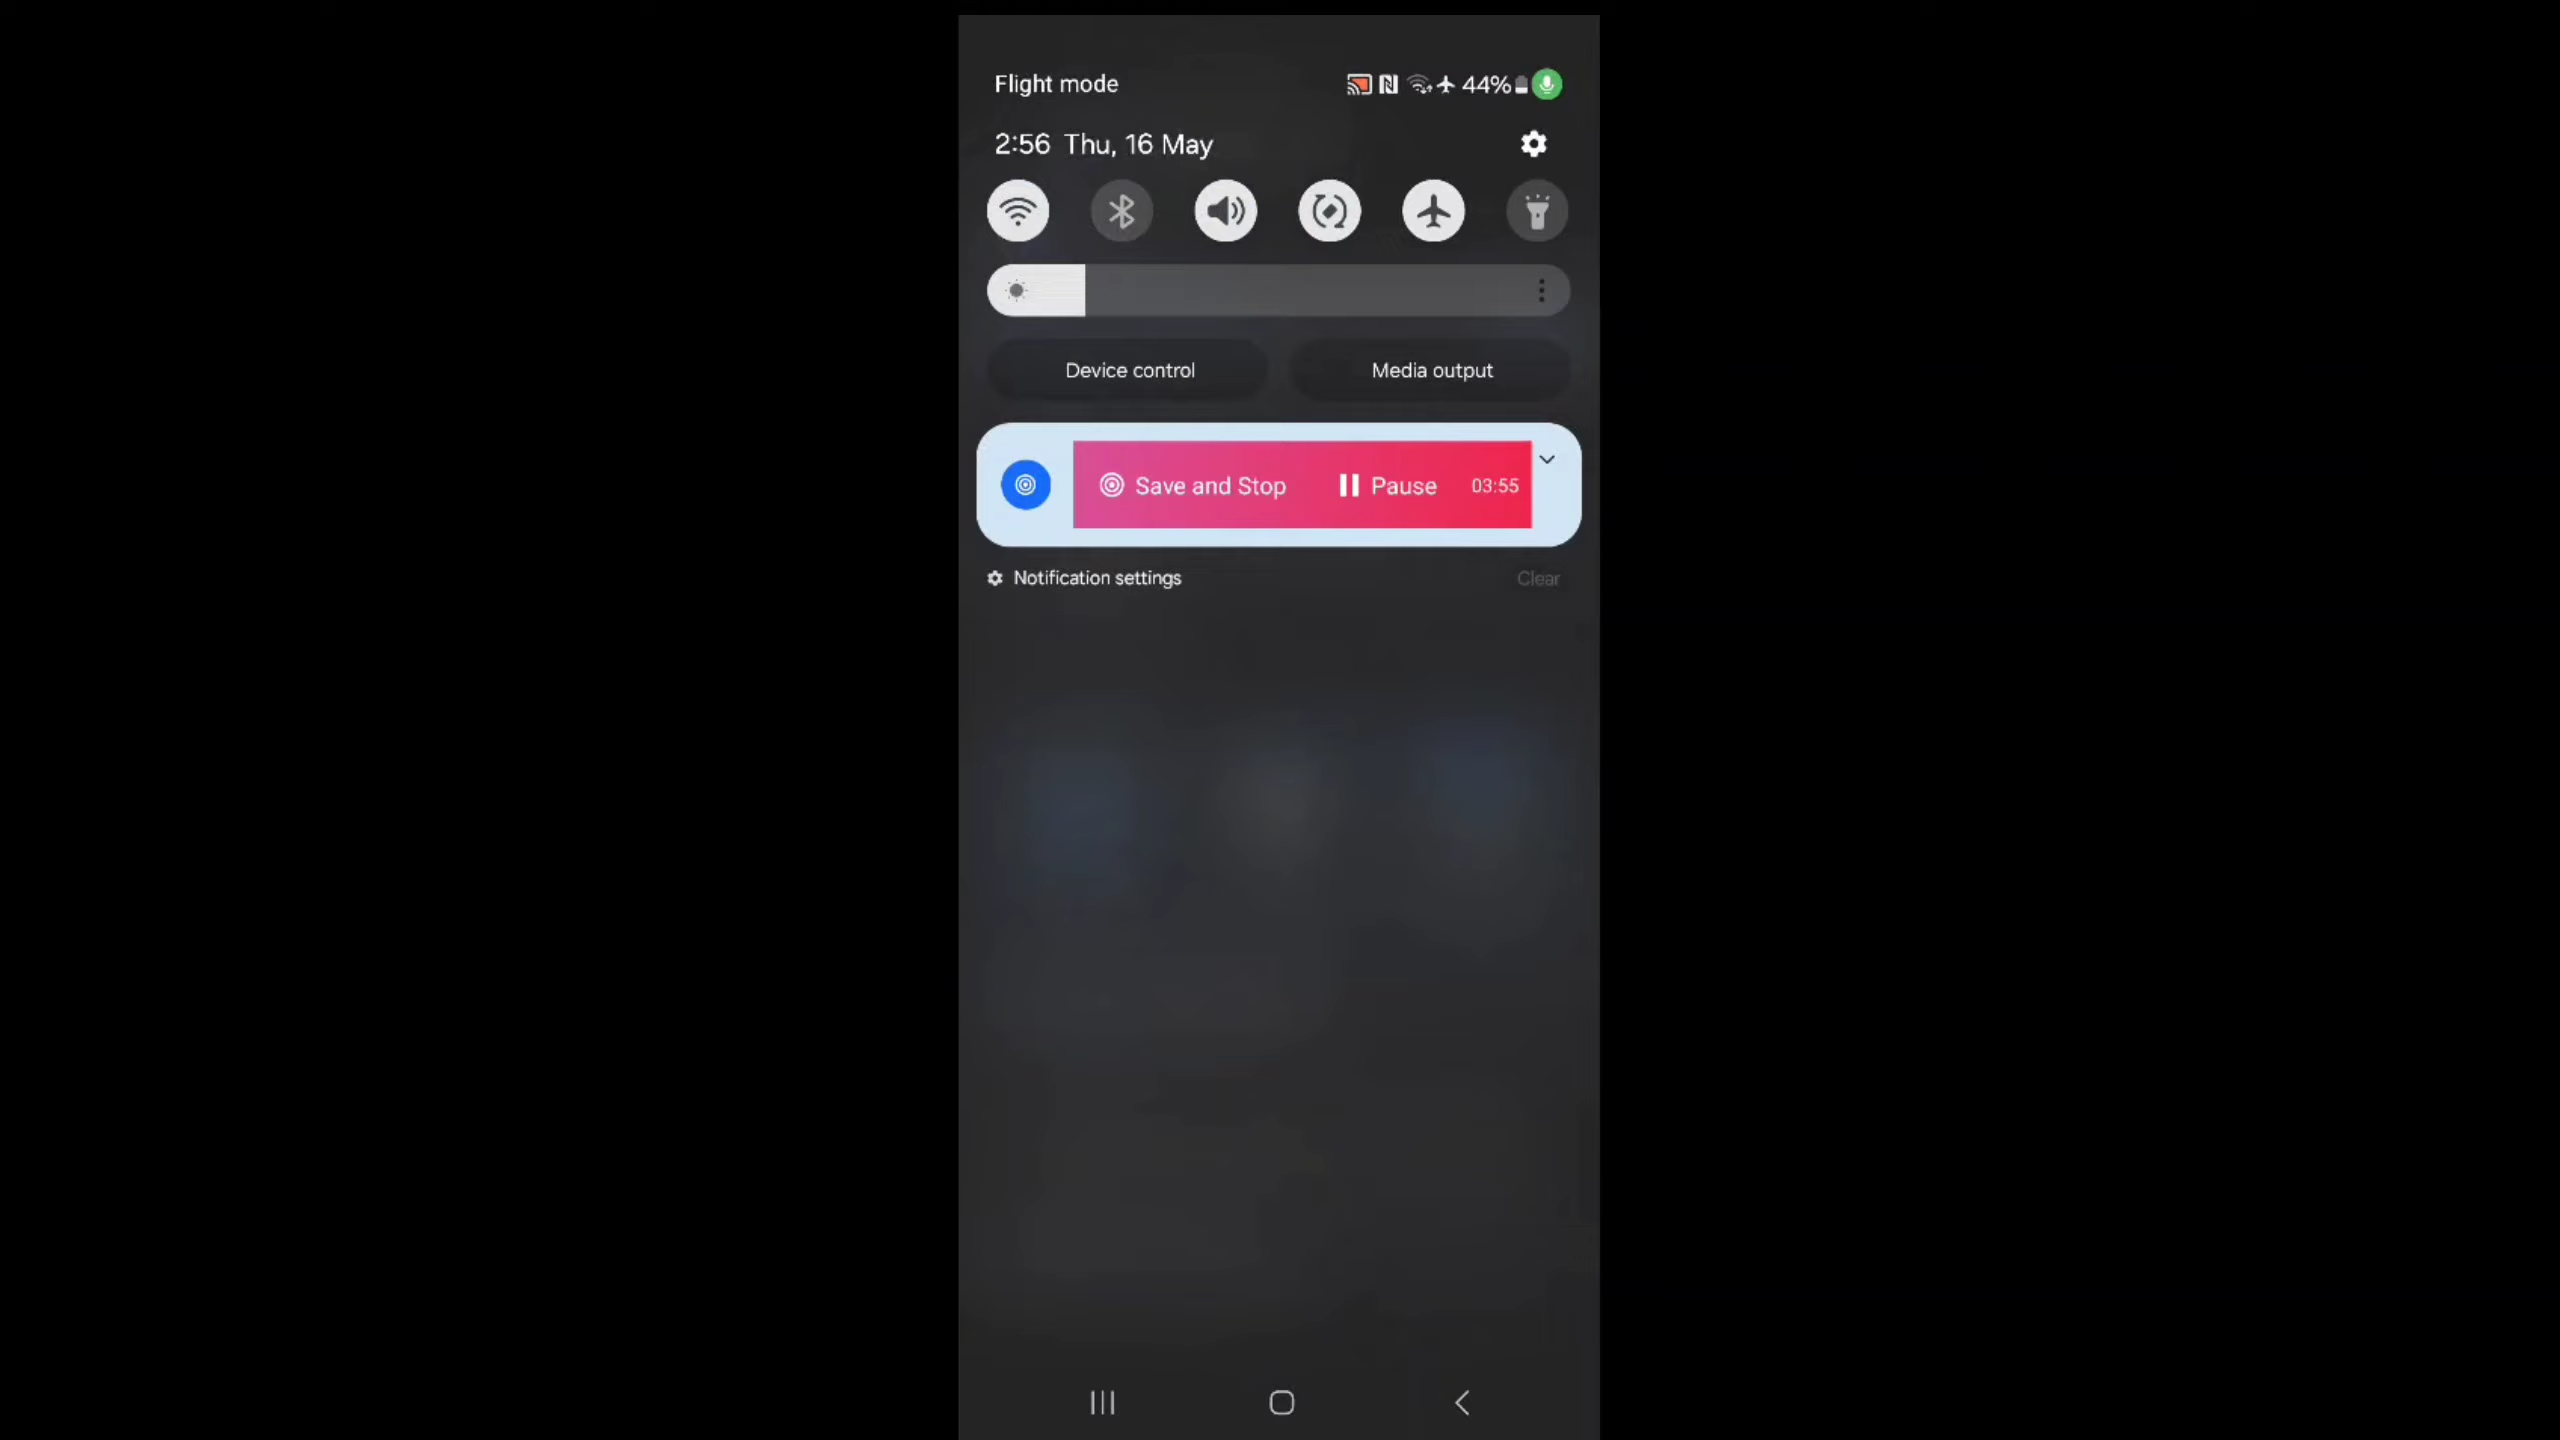 Flight mode 44%
2:56 Thu, 16 May
Device control Media output
Save and Stop Pause 03:55
Notification settings Clear